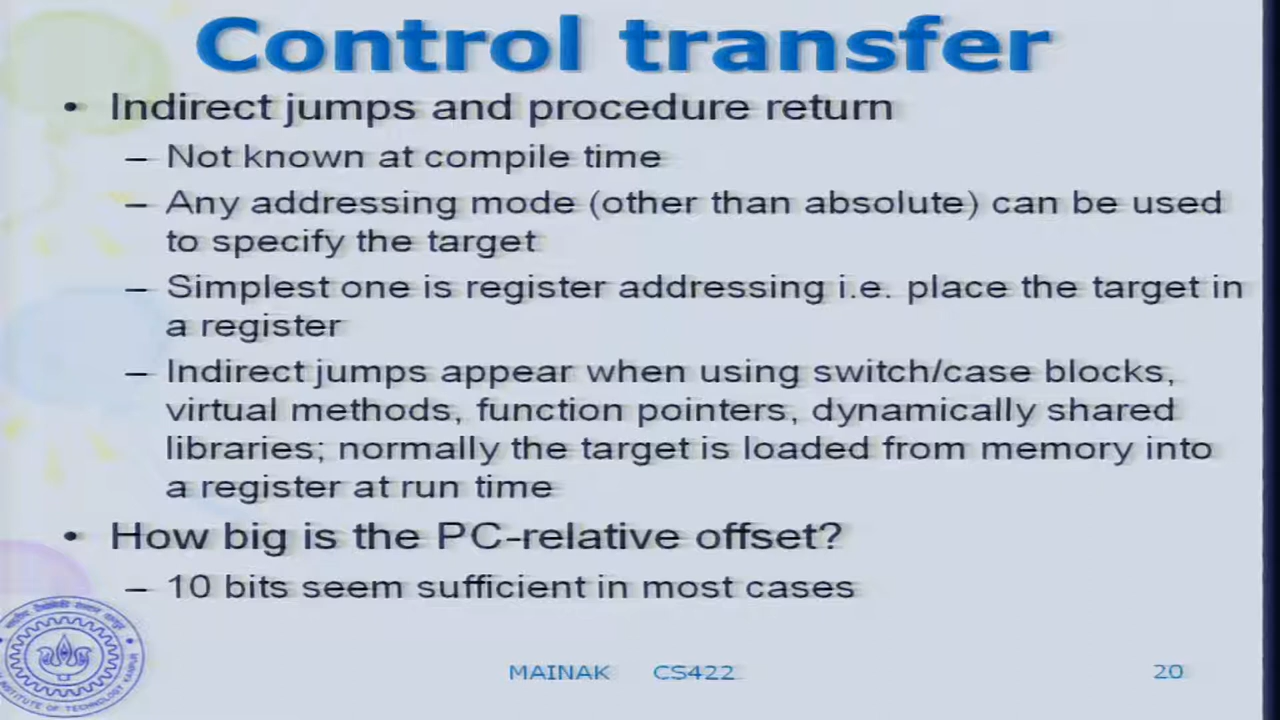 Control transfer
• Indirect jumps and procedure return
– Not known at compile time
– Any addressing mode (other than absolute) can be used
to specify the target
– Simplest one is register addressing i.e. place the target in
a register
– Indirect jumps appear when using switch/case blocks,
virtual methods, function pointers, dynamically shared
libraries; normally the target is loaded from memory into
a register at run time
• How big is the PC-relative offset?
– 10 bits seem sufficient in most cases
MAINAK CS422
20
INSTITUTE OF TECHNOLOGY